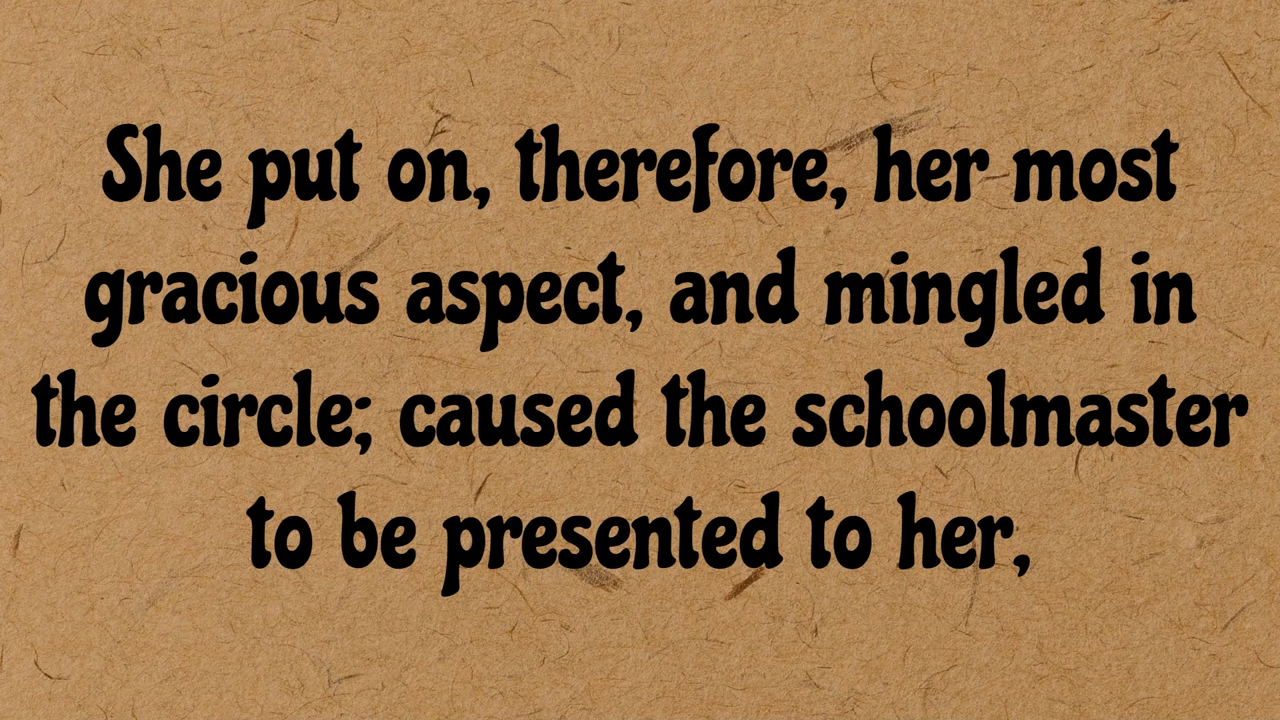 She put on, therefore, her most
gracious aspect, and mingled in
the circle; caused the schoolmaster
to be presented to her,